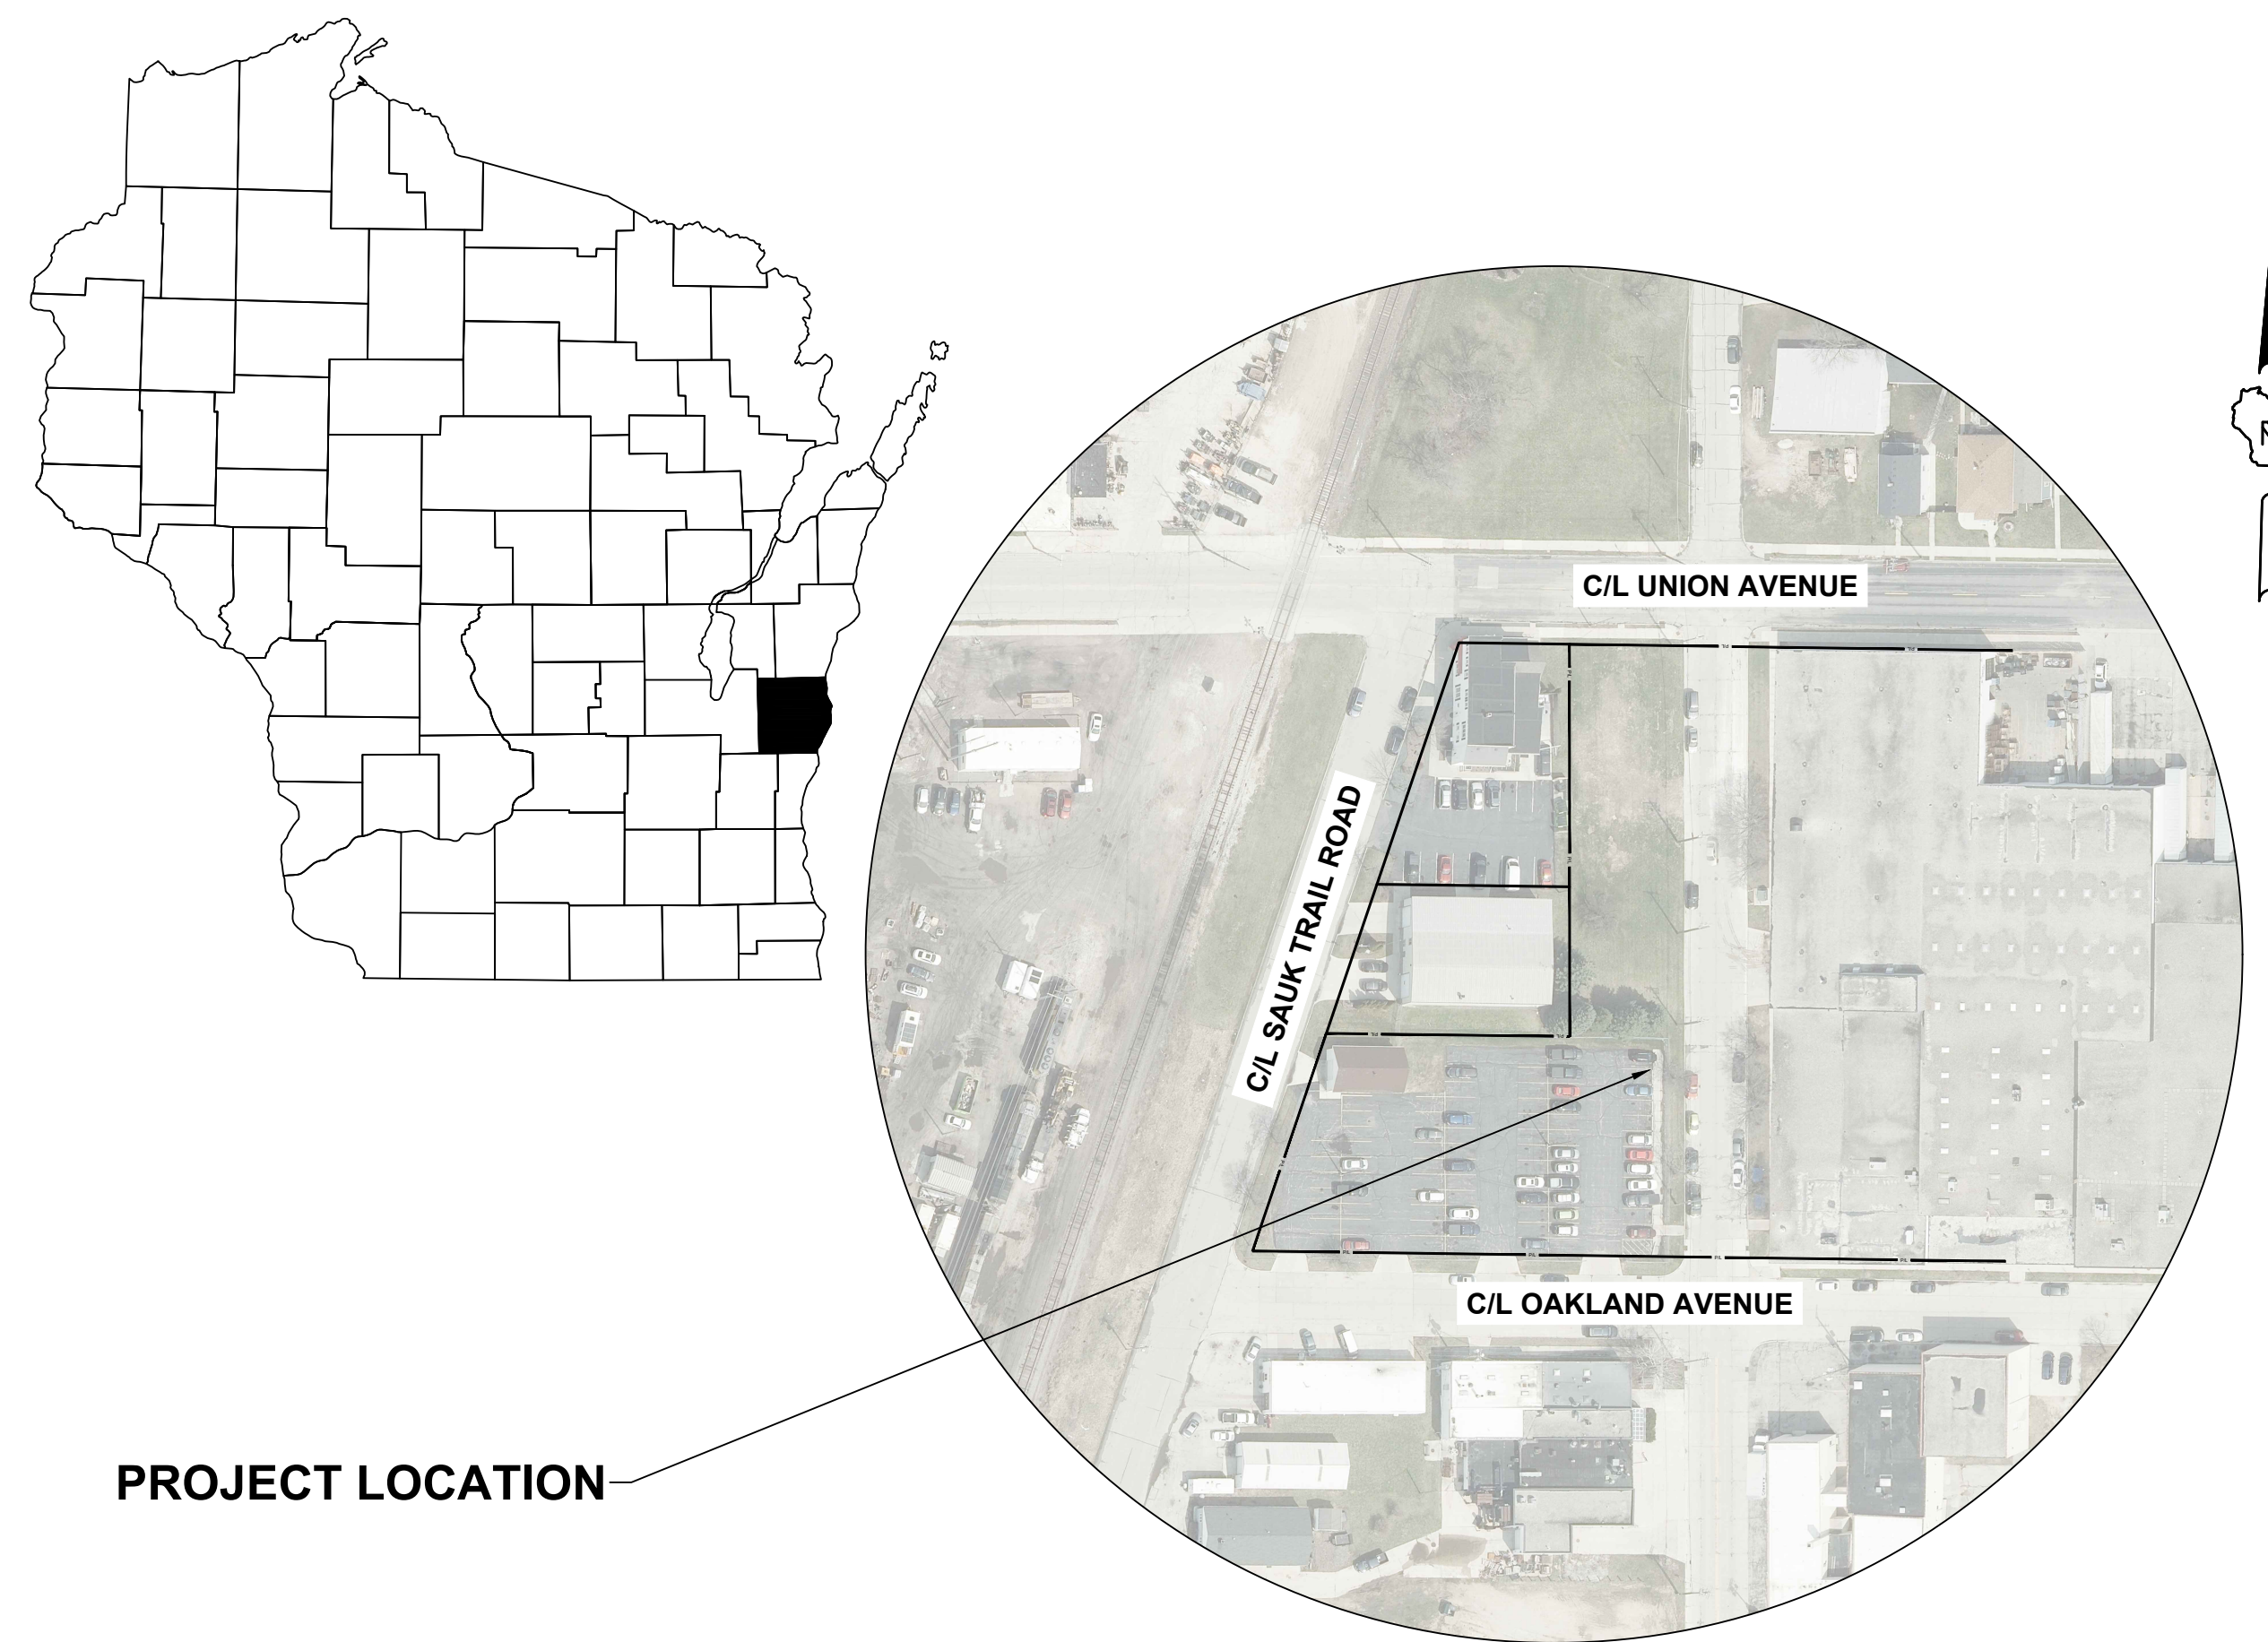 C/L UNION AVENUE
C/L SAUK TRAIL ROAD
C/L OAKLAND AVENUE
PROJECT LOCATION